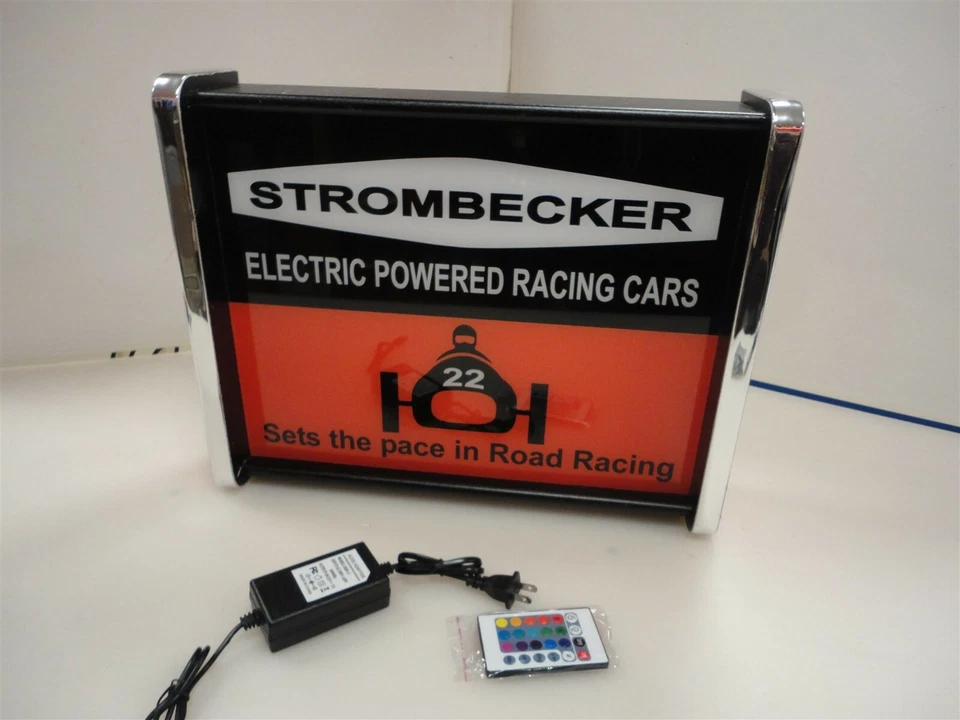 STROMBECKER
ELECTRIC POWERED RACING CARS
22
Sets the pace in Road Racing